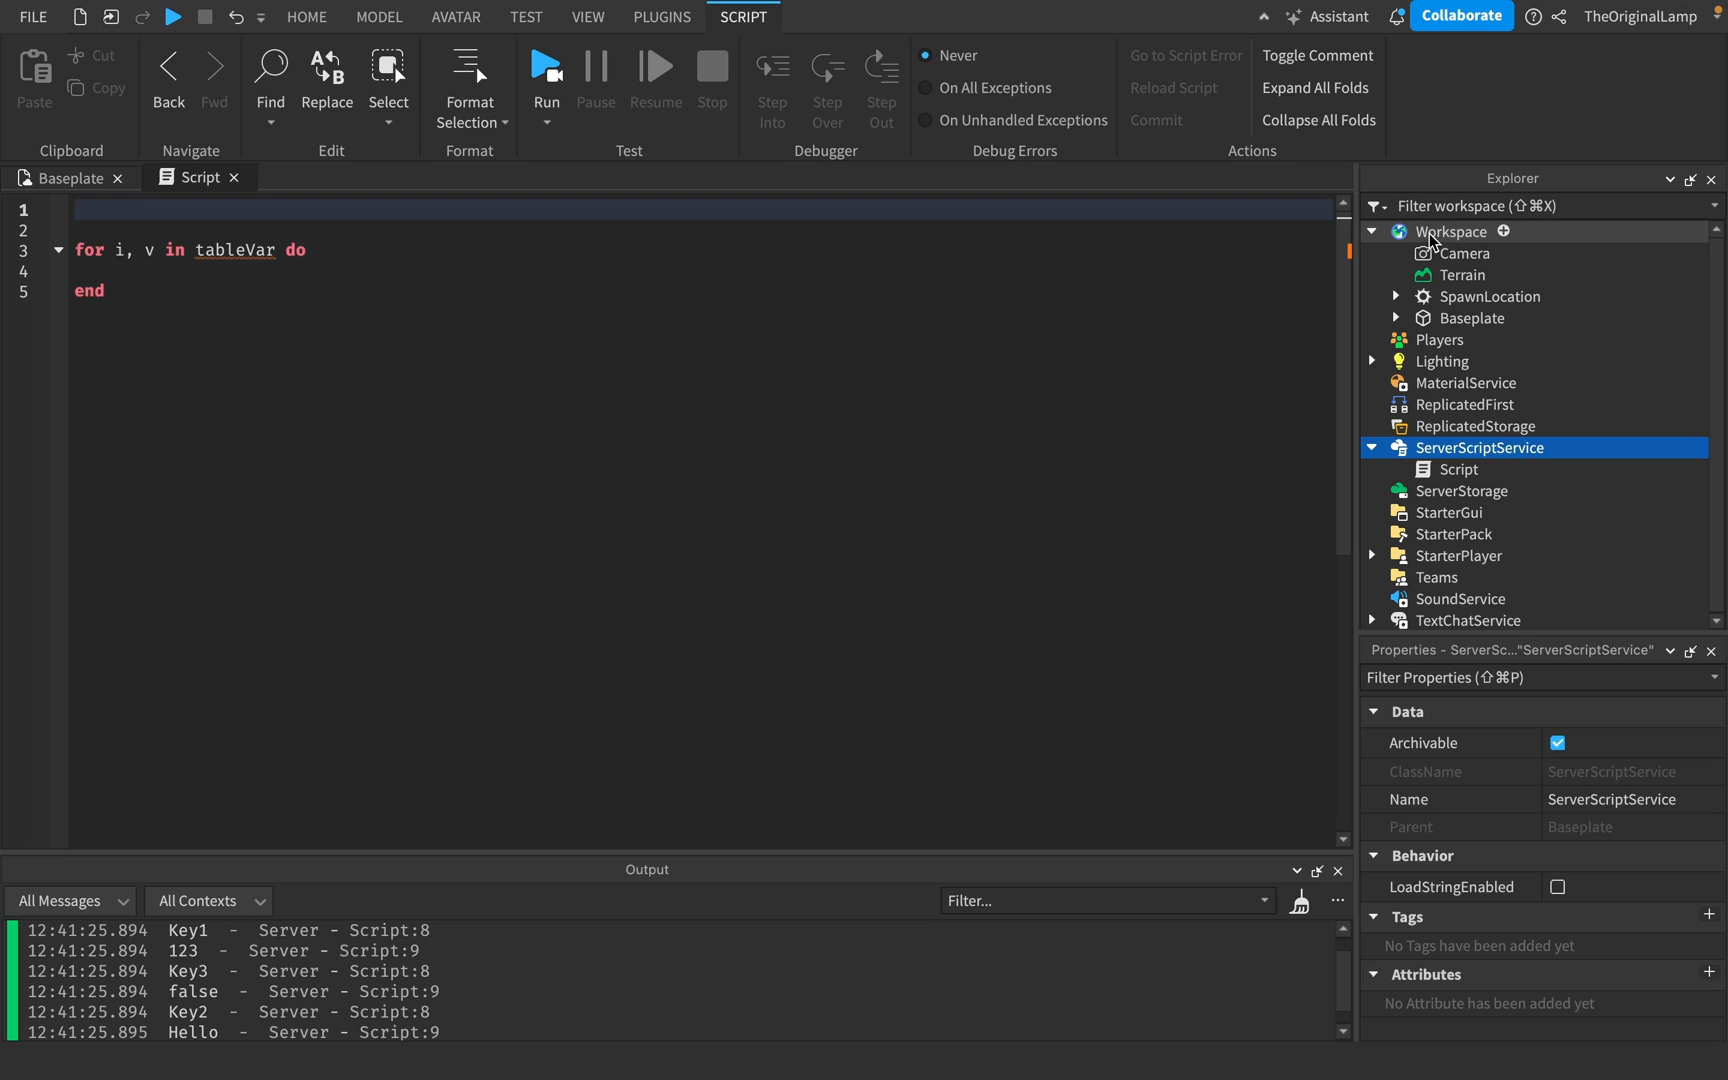 FILE HOME MODEL AVATAR TEST VIEW PLUGINS SCRIPT Assistant Collaborate TheOriginalLamp
Paste Cut Copy
Clipboard
Back Fwd
Navigate
Find Replace Select
Edit
Format Selection
Format
Run Pause Resume Stop
Test
Step Into Step Over Step Out
Debugger
Never
On All Exceptions
On Unhandled Exceptions
Debug Errors
Go to Script Error Toggle Comment
Reload Script Expand All Folds
Commit Collapse All Folds
Actions
Baseplate Script
1
2
3 for i, v in tableVar do
4
5 end
Explorer
Filter workspace (⇧⌘X)
Workspace
Camera
Terrain
SpawnLocation
Baseplate
Players
Lighting
MaterialService
ReplicatedFirst
ReplicatedStorage
ServerScriptService
Script
ServerStorage
StarterGui
StarterPack
StarterPlayer
Teams
SoundService
TextChatService
Properties - ServerSc..."ServerScriptService"
Filter Properties (⇧⌘P)
Data
Archivable
ClassName ServerScriptService
Name ServerScriptService
Parent Baseplate
Behavior
LoadStringEnabled
Tags
No Tags have been added yet
Attributes
No Attribute has been added yet
Output
All Messages All Contexts Filter...
12:41:25.894 Key1 - Server - Script:8
12:41:25.894 123 - Server - Script:9
12:41:25.894 Key3 - Server - Script:8
12:41:25.894 false - Server - Script:9
12:41:25.894 Key2 - Server - Script:8
12:41:25.895 Hello - Server - Script:9